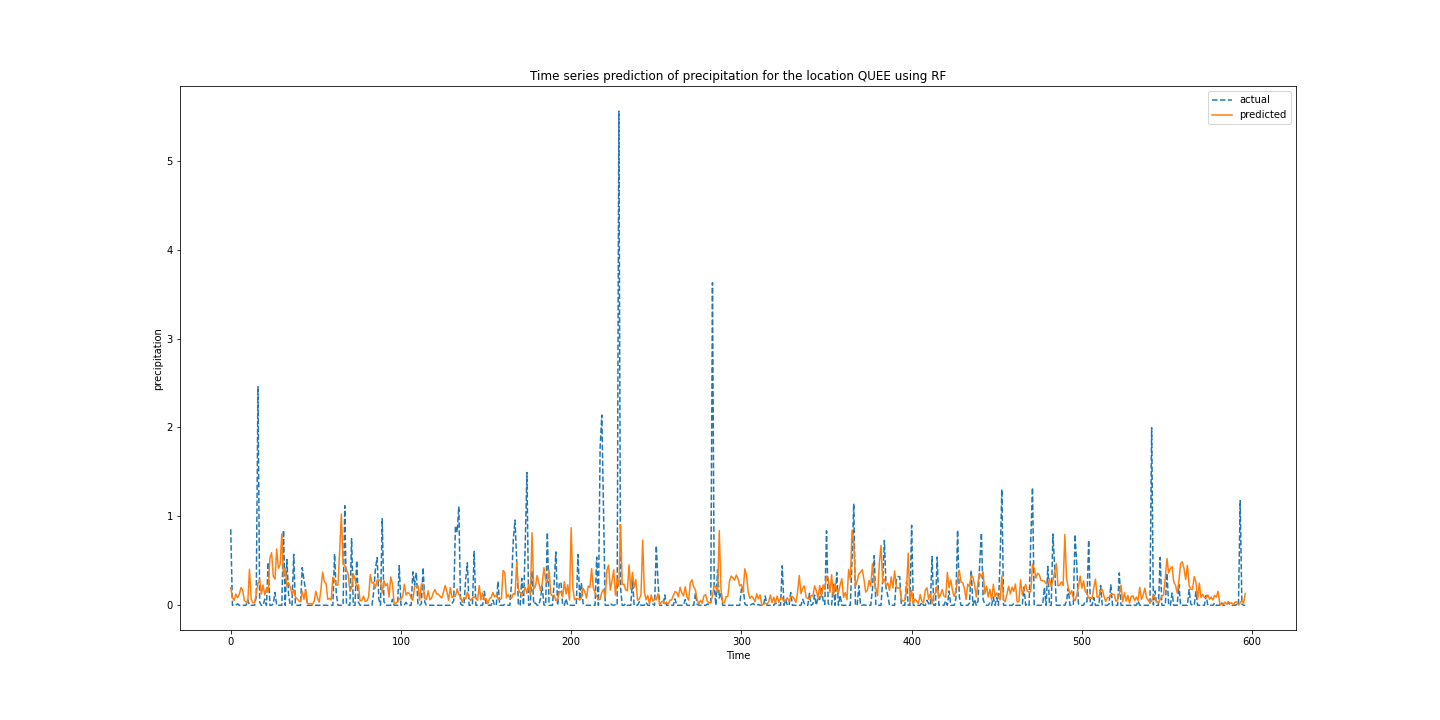 Time series prediction of precipitation for the location QUEE using RF
actual
predicted
5
4
3
2
1
0
precipitation
0 100 200 300 400 500 600
Time